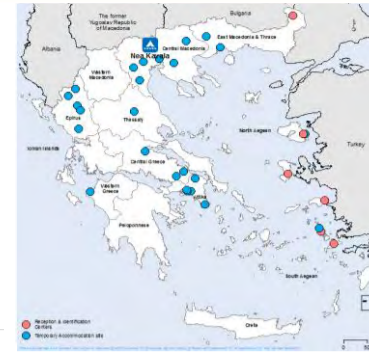 The former
Yugoslav Republic
of Macedonia
Bulgaria
Albania
East Macedonia & Thrace
Central Macedonia
Nea Kavala
Western
Macedonia
Epirus
Thessaly
North Aegean
Turkey
Ionian Islands
Central Greece
Western
Greece
Attica
Peloponnese
South Aegean
Reception & Identification
Centers
Temporary Accommodation site
Crete
0